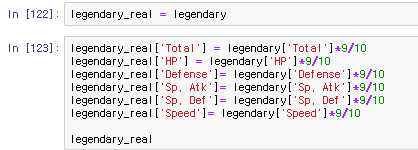 In [122]: legendary_real = legendary
In [123]: legendary_real['Total'] = legendary['Total']*9/10
legendary_real['HP'] = legendary['HP']*9/10
legendary_real['Defense']= legendary['Defense']*9/10
legendary_real['Sp, Atk']= legendary['Sp, Atk']*9/10
legendary_real['Sp, Def']= legendary['Sp, Def']*9/10
legendary_real['Speed']= legendary['Speed']*9/10
legendary_real